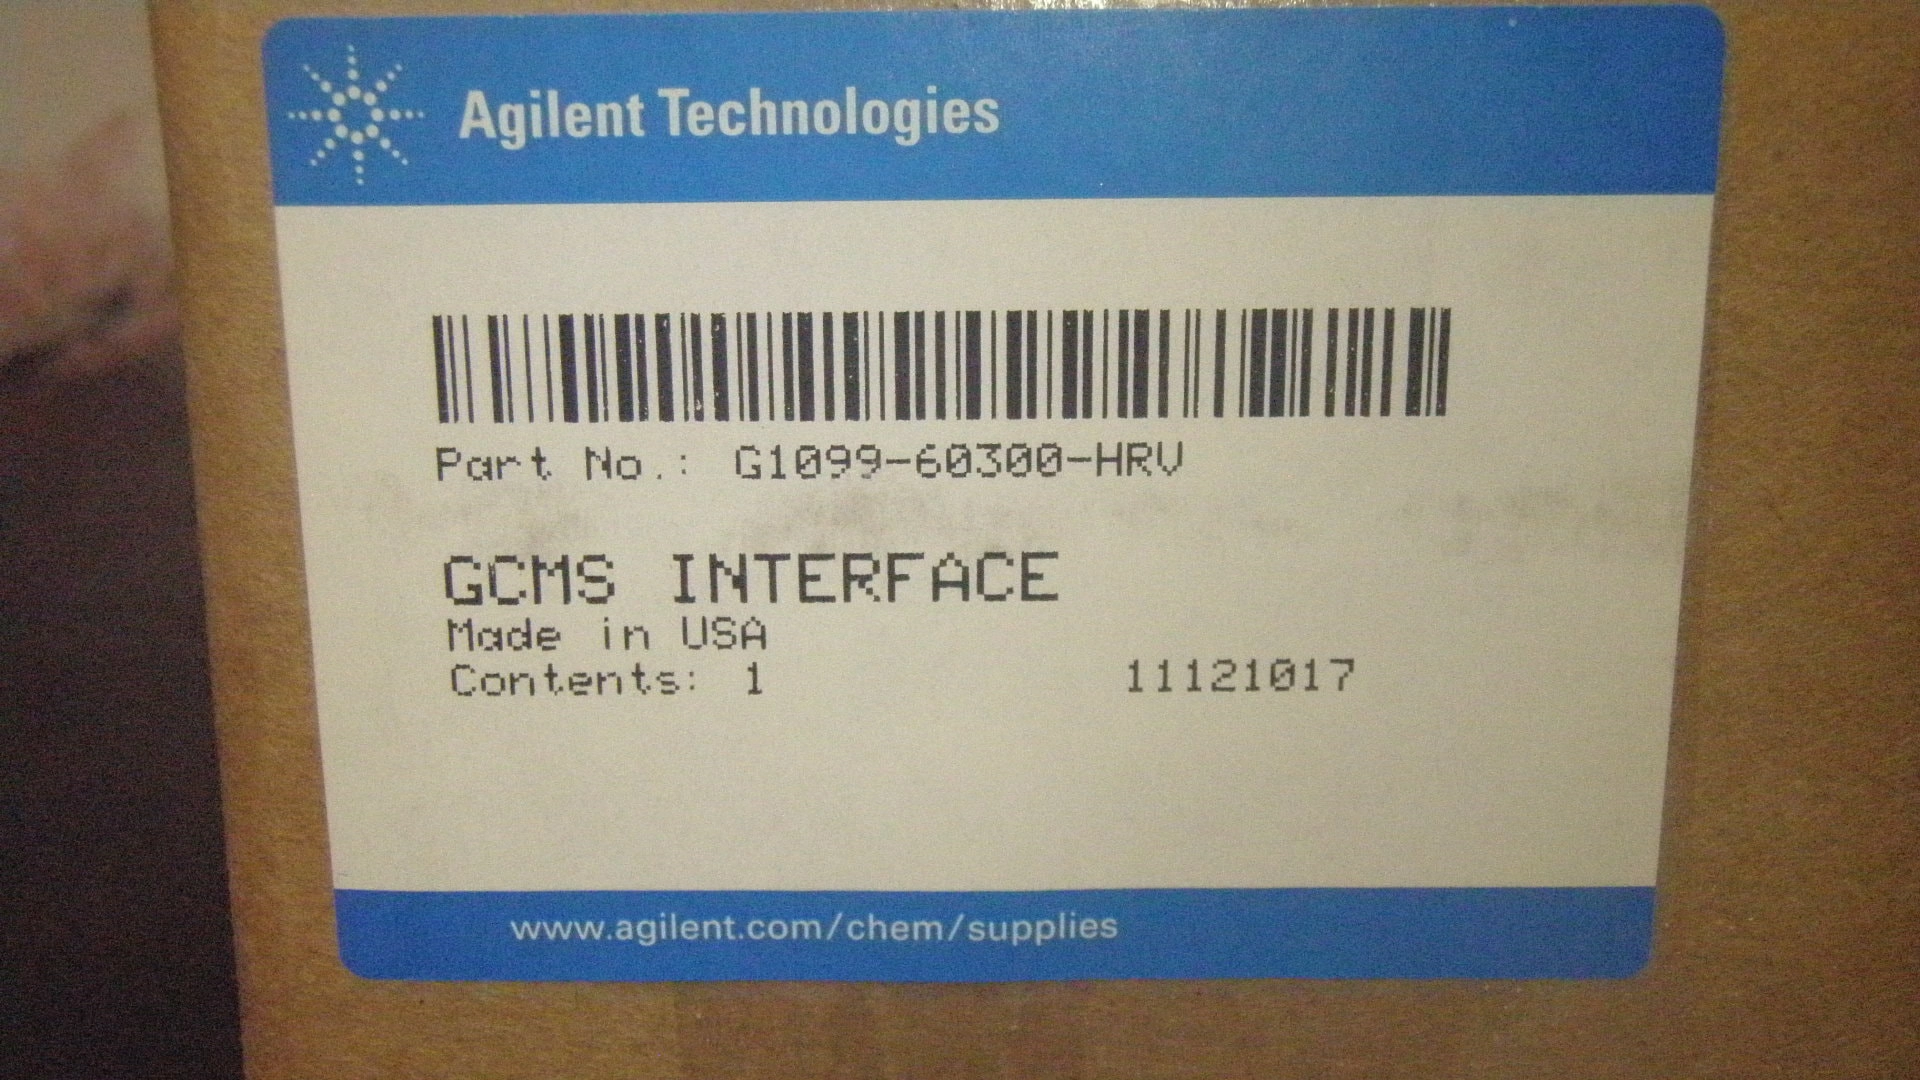 Agilent Technologies
Part No.: G1099-60300-HRV
GCMS INTERFACE
Made in USA
Contents: 1 11121017
www.agilent.com/chem/supplies